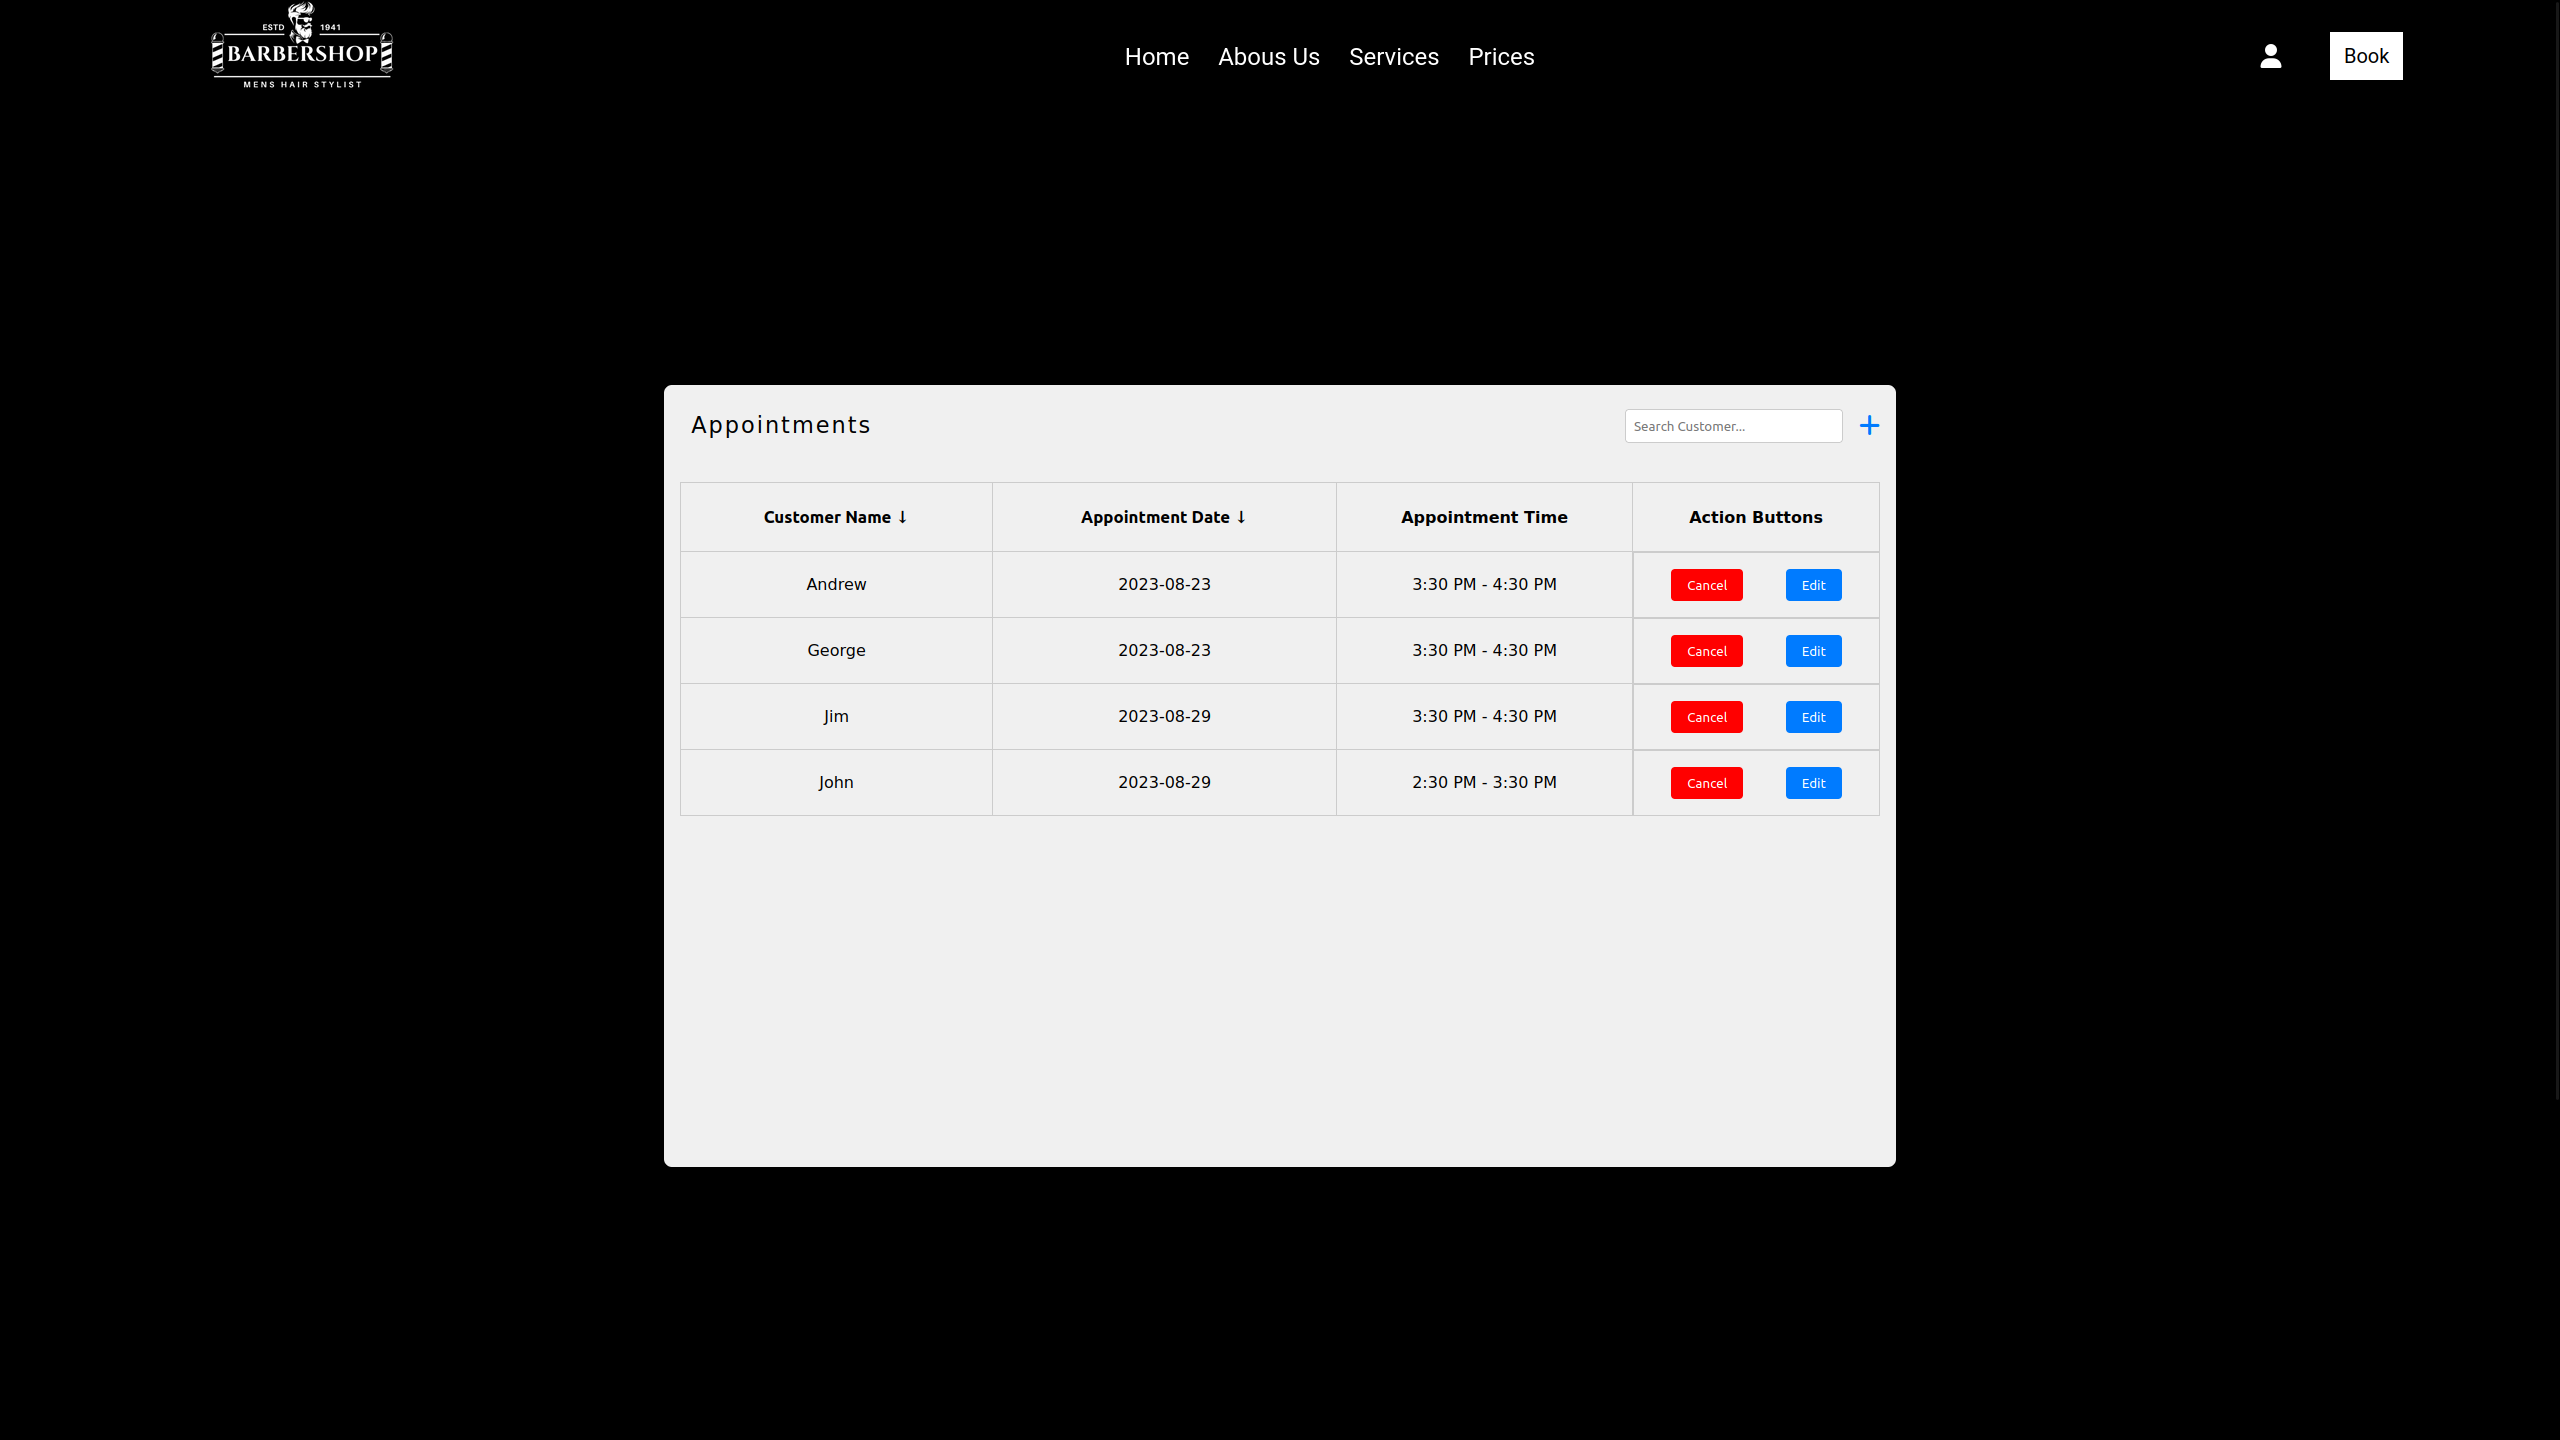 ESTD 1941
BARBERSHOP
MENS HAIR STYLIST
Home Abous Us Services Prices
Book
Appointments
Search Customer...
Customer Name ↓ Appointment Date ↓ Appointment Time Action Buttons
Andrew 2023-08-23 3:30 PM - 4:30 PM Cancel Edit
George 2023-08-23 3:30 PM - 4:30 PM Cancel Edit
Jim 2023-08-29 3:30 PM - 4:30 PM Cancel Edit
John 2023-08-29 2:30 PM - 3:30 PM Cancel Edit